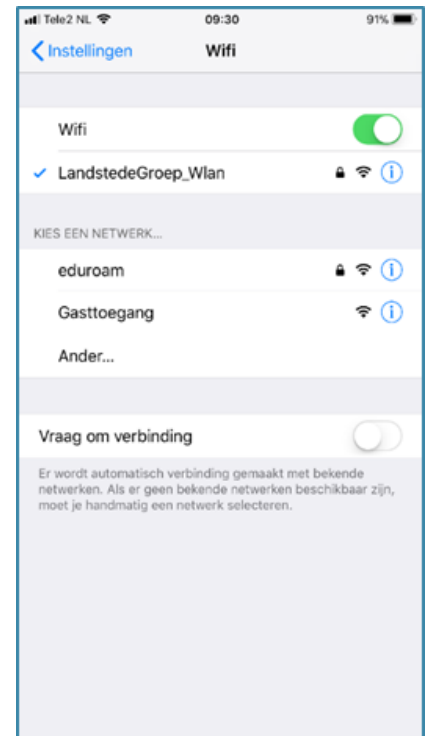 Tele2 NL 09:30 91%
Instellingen Wifi
Wifi
LandstedeGroep_Wlan
KIES EEN NETWERK...
eduroam
Gasttoegang
Ander...
Vraag om verbinding
Er wordt automatisch verbinding gemaakt met bekende
netwerken. Als er geen bekende netwerken beschikbaar zijn,
moet je handmatig een netwerk selecteren.